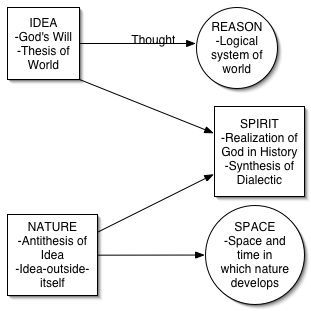 IDEA
-God's Will
-Thesis of
World
Thought
REASON
-Logical
system of
world
SPIRIT
-Realization of
God in History
-Synthesis of
Dialectic
NATURE
-Antithesis of
Idea
-Idea-outside-
itself
SPACE
-Space and
time in
which nature
develops